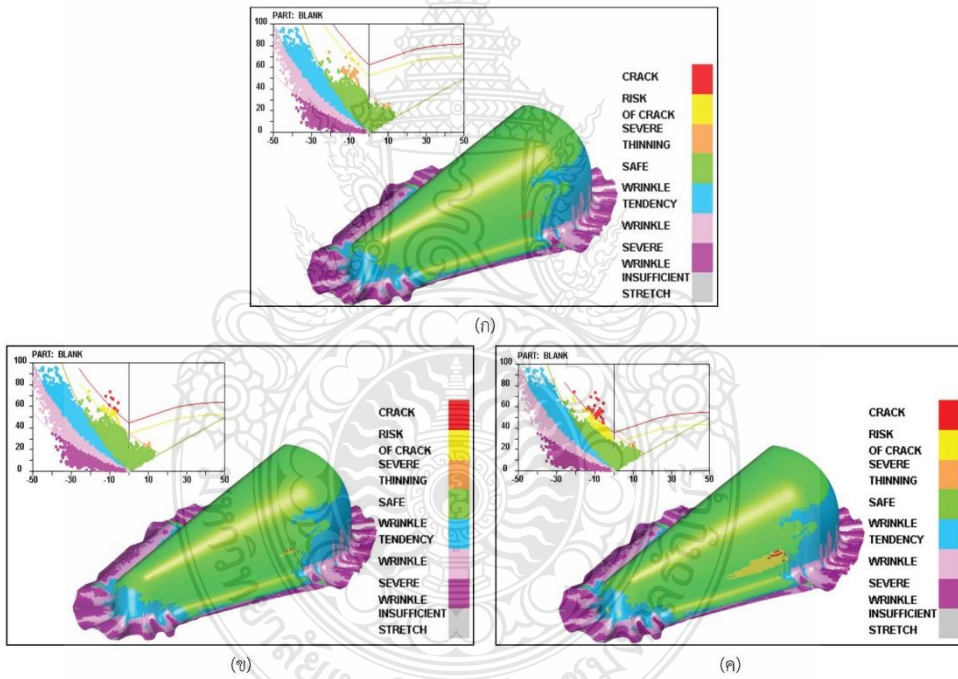 PART: BLANK
100
80
60
40
20
0
-50 -30 -10 10 30 50
CRACK
RISK
OF CRACK
SEVERE
THINNING
SAFE
WRINKLE
TENDENCY
WRINKLE
SEVERE
WRINKLE
INSUFFICIENT
STRETCH
(ก)
PART: BLANK
100
80
60
40
20
0
-50 -30 -10 10 30 50
CRACK
RISK
OF CRACK
SEVERE
THINNING
SAFE
WRINKLE
TENDENCY
WRINKLE
SEVERE
WRINKLE
INSUFFICIENT
STRETCH
(ข)
PART: BLANK
100
80
60
40
20
0
-50 -30 -10 10 30 50
CRACK
RISK
OF CRACK
SEVERE
THINNING
SAFE
WRINKLE
TENDENCY
WRINKLE
SEVERE
WRINKLE
INSUFFICIENT
STRETCH
(ค)